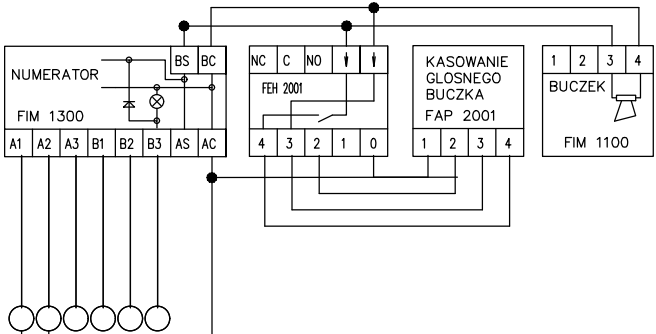 BS BC
NUMERATOR
FIM 1300
A1 A2 A3 B1 B2 B3 AS AC
NC C NO
FEH 2001
4 3 2 1 0
KASOWANIE
GLOSNEGO
BUCZKA
FAP 2001
1 2 3 4
1 2 3 4
BUCZEK
FIM 1100